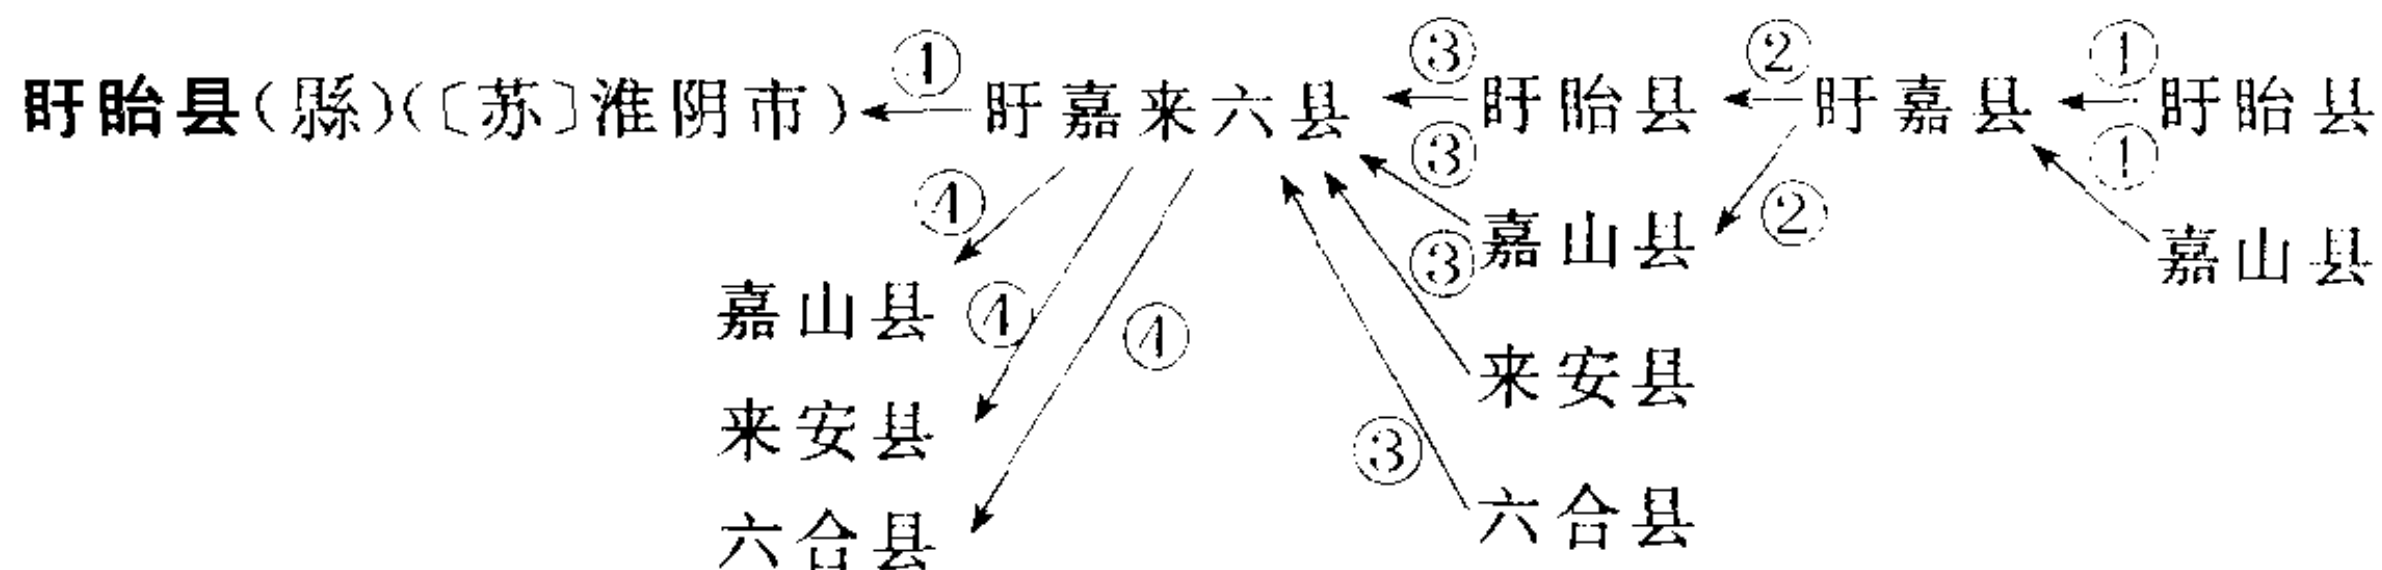 ① ③ ② ①
盱眙县(縣)(〔苏〕淮阴市) 盱嘉来六县 盱眙县 盱嘉县 盱眙县
④ ③ ② ①
嘉山县 嘉山县
③
嘉山县 ④ ④
来安县
来安县 ③
六合县 六合县